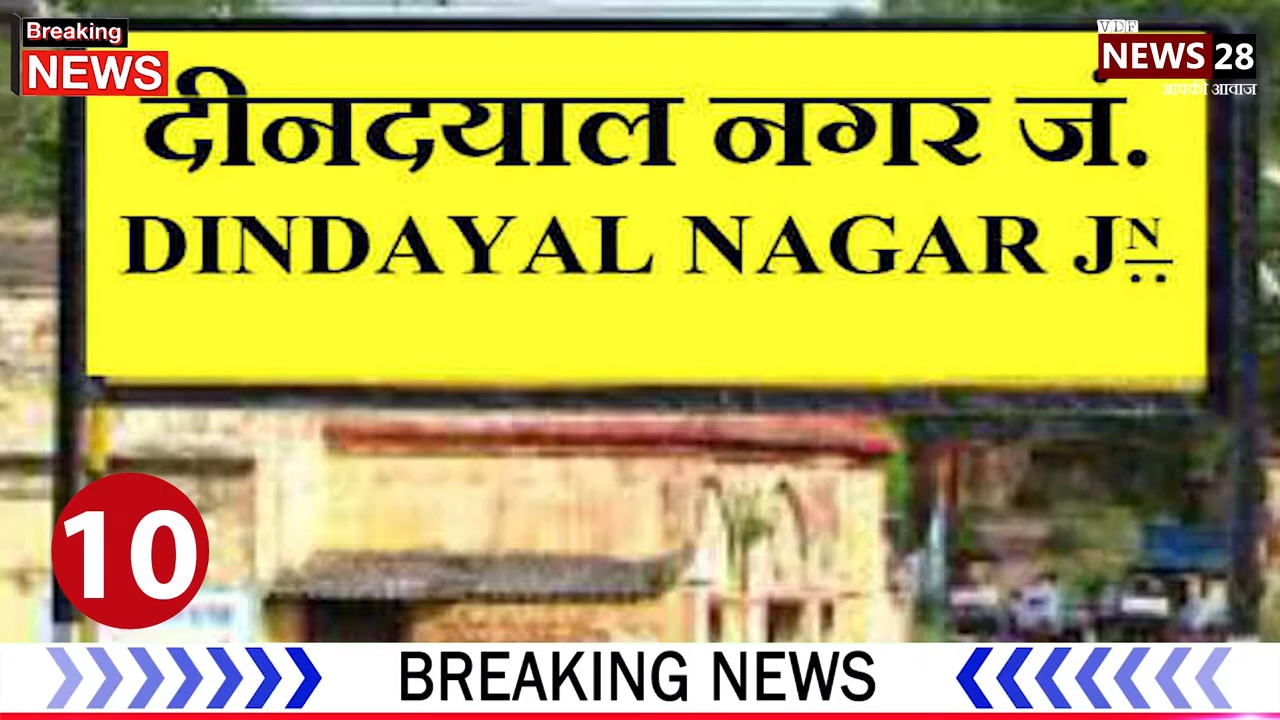 Breaking
NEWS
VDF
NEWS 28
आपकी आवाज
दीनदयाल नगर जं.
DINDAYAL NAGAR JN
10
BREAKING NEWS